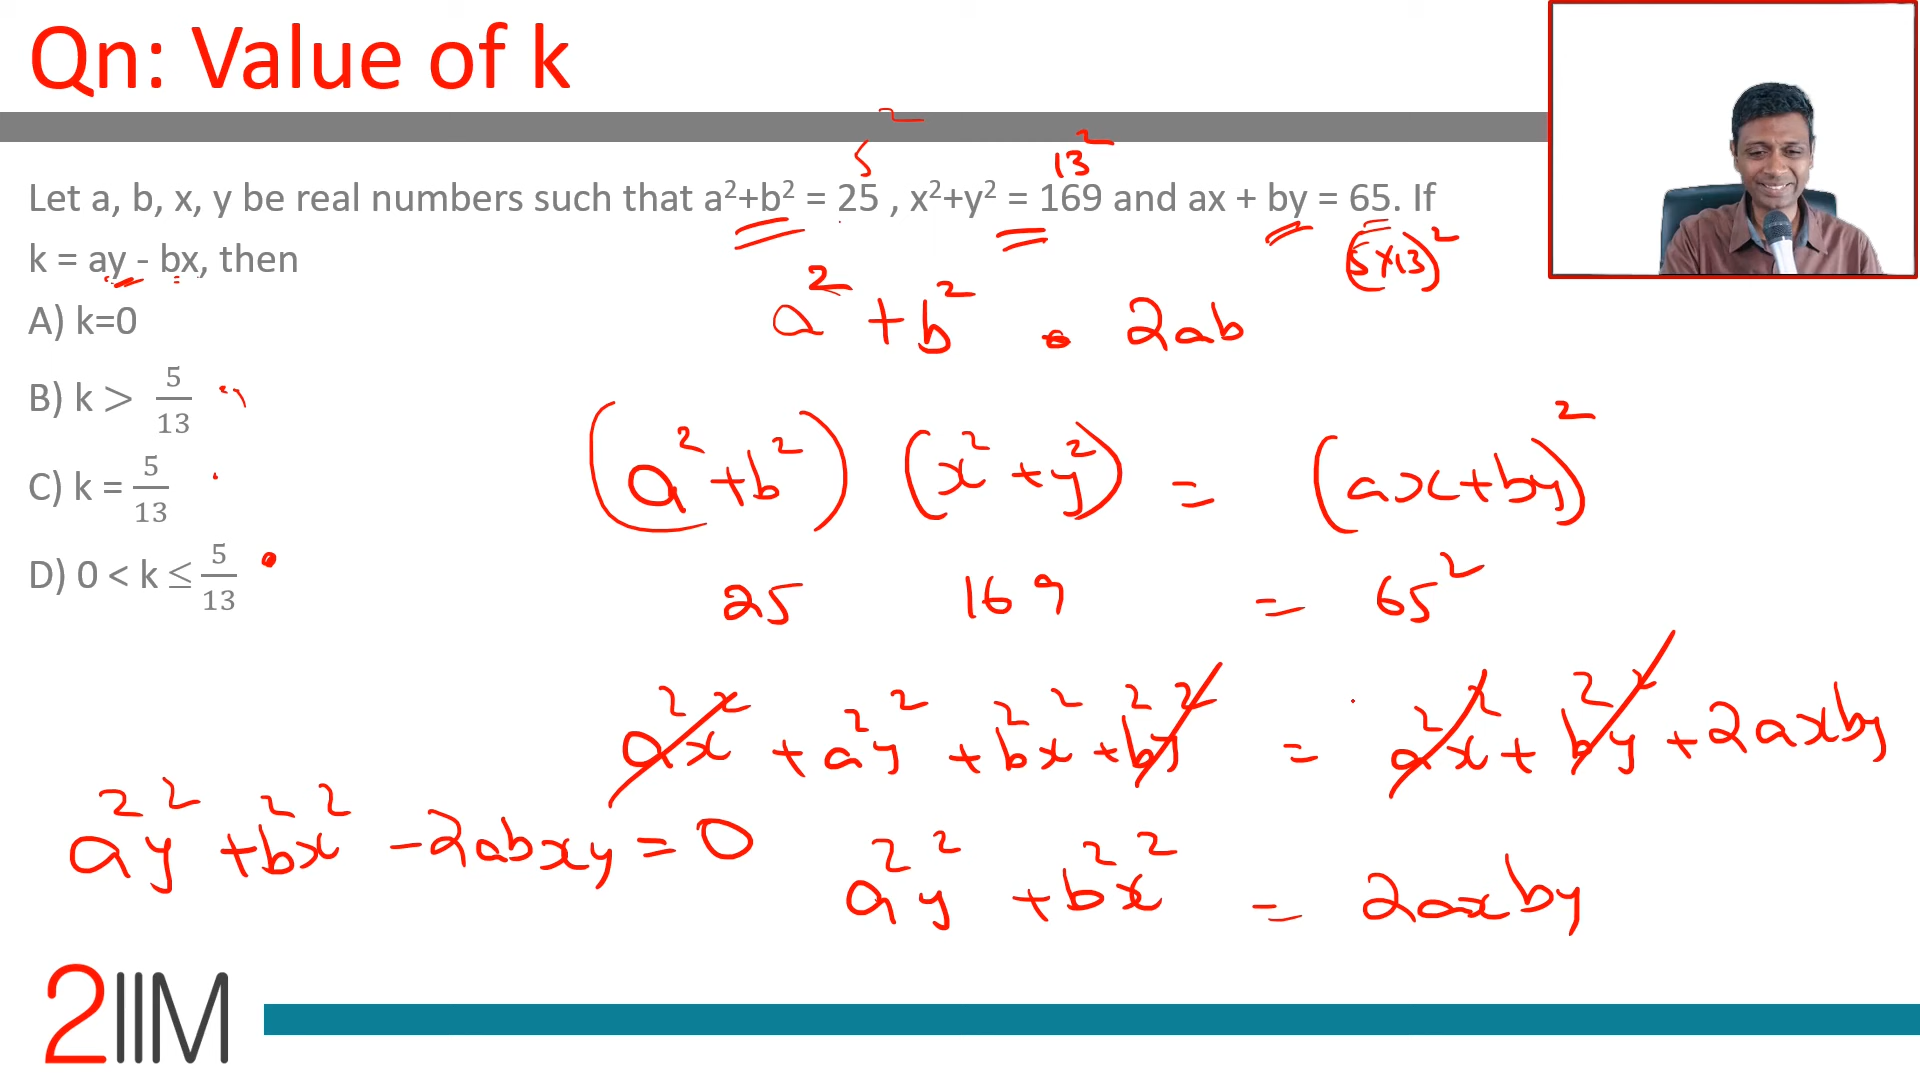 Qn: Value of k
5²
13²
Let a, b, x, y be real numbers such that a²+b² = 25 , x²+y² = 169 and ax + by = 65. If
k = ay - bx, then
(5×13)²
A) k=0
a² + b² 2ab
B) k > 5/13
(a²+b²) (x²+y²) = (ax+by)²
C) k = 5/13
D) 0 < k ≤ 5/13
25 169 = 65²
a²x² + a²y² + b²x² + b²y² = a²x² + b²y² + 2axby
a²y² + b²x² - 2abxy = 0
a²y² + b²x² = 2axby
2IIM